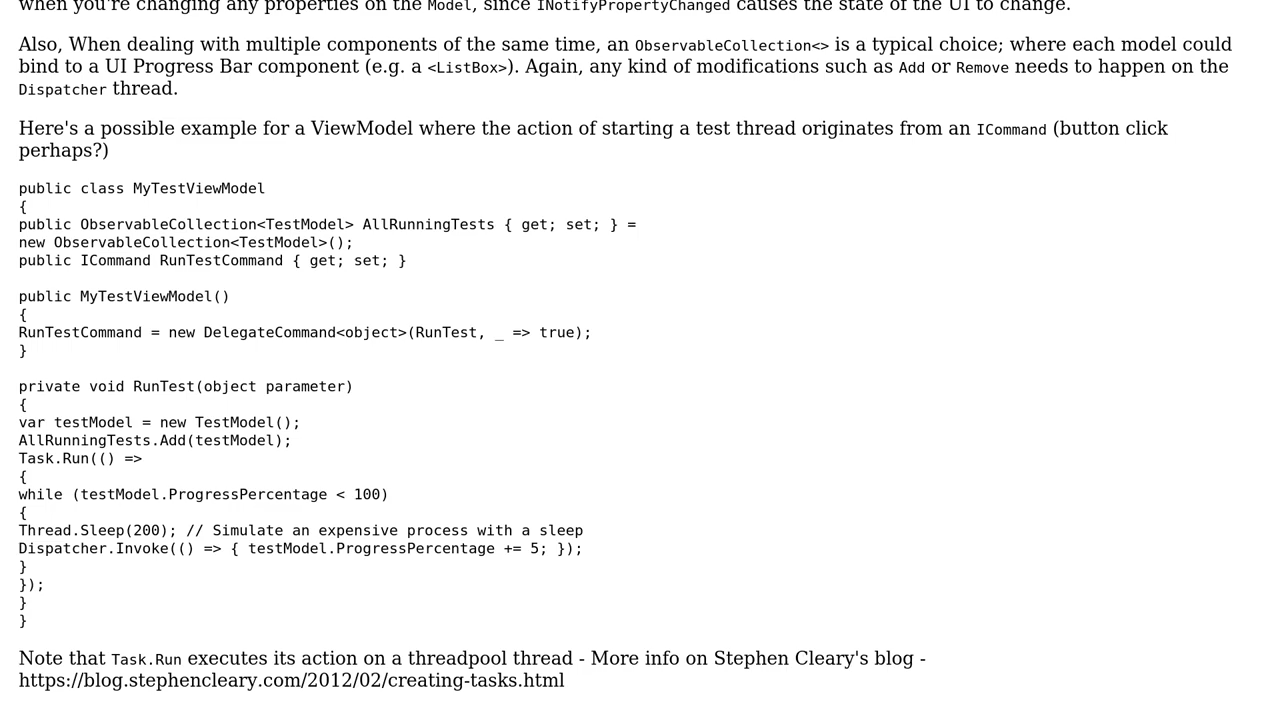 when you're changing any properties on the Model, since INotifyPropertyChanged causes the state of the UI to change.
Also, When dealing with multiple components of the same time, an ObservableCollection<> is a typical choice; where each model could
bind to a UI Progress Bar component (e.g. a <ListBox>). Again, any kind of modifications such as Add or Remove needs to happen on the
Dispatcher thread.
Here's a possible example for a ViewModel where the action of starting a test thread originates from an ICommand (button click
perhaps?)
public class MyTestViewModel
{
public ObservableCollection<TestModel> AllRunningTests { get; set; } =
new ObservableCollection<TestModel>();
public ICommand RunTestCommand { get; set; }
public MyTestViewModel()
{
RunTestCommand = new DelegateCommand<object>(RunTest, _ => true);
}
private void RunTest(object parameter)
{
var testModel = new TestModel();
AllRunningTests.Add(testModel);
Task.Run(() =>
{
while (testModel.ProgressPercentage < 100)
{
Thread.Sleep(200); // Simulate an expensive process with a sleep
Dispatcher.Invoke(() => { testModel.ProgressPercentage += 5; });
}
});
}
}
Note that Task.Run executes its action on a threadpool thread - More info on Stephen Cleary's blog -
https://blog.stephencleary.com/2012/02/creating-tasks.html